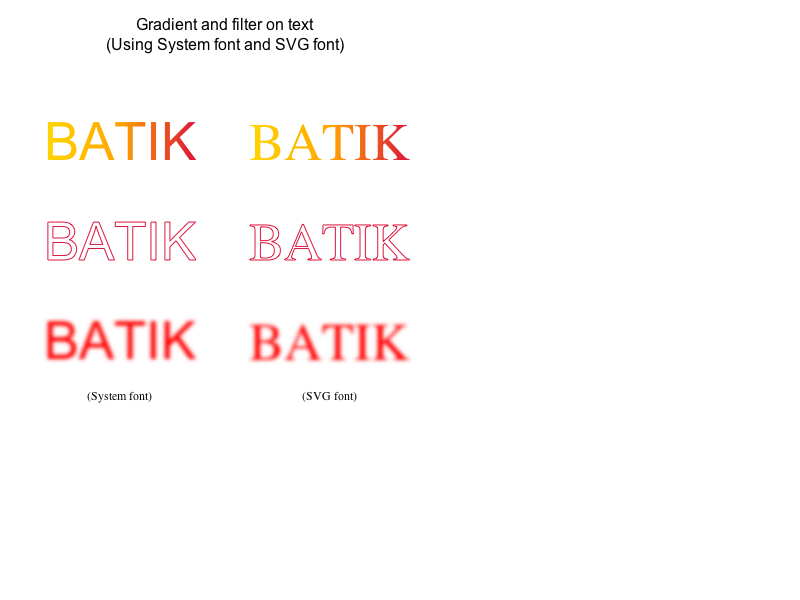 Gradient and filter on text
(Using System font and SVG font)
BATIK BATIK
BATIK BATIK
BATIK BATIK
(System font) (SVG font)